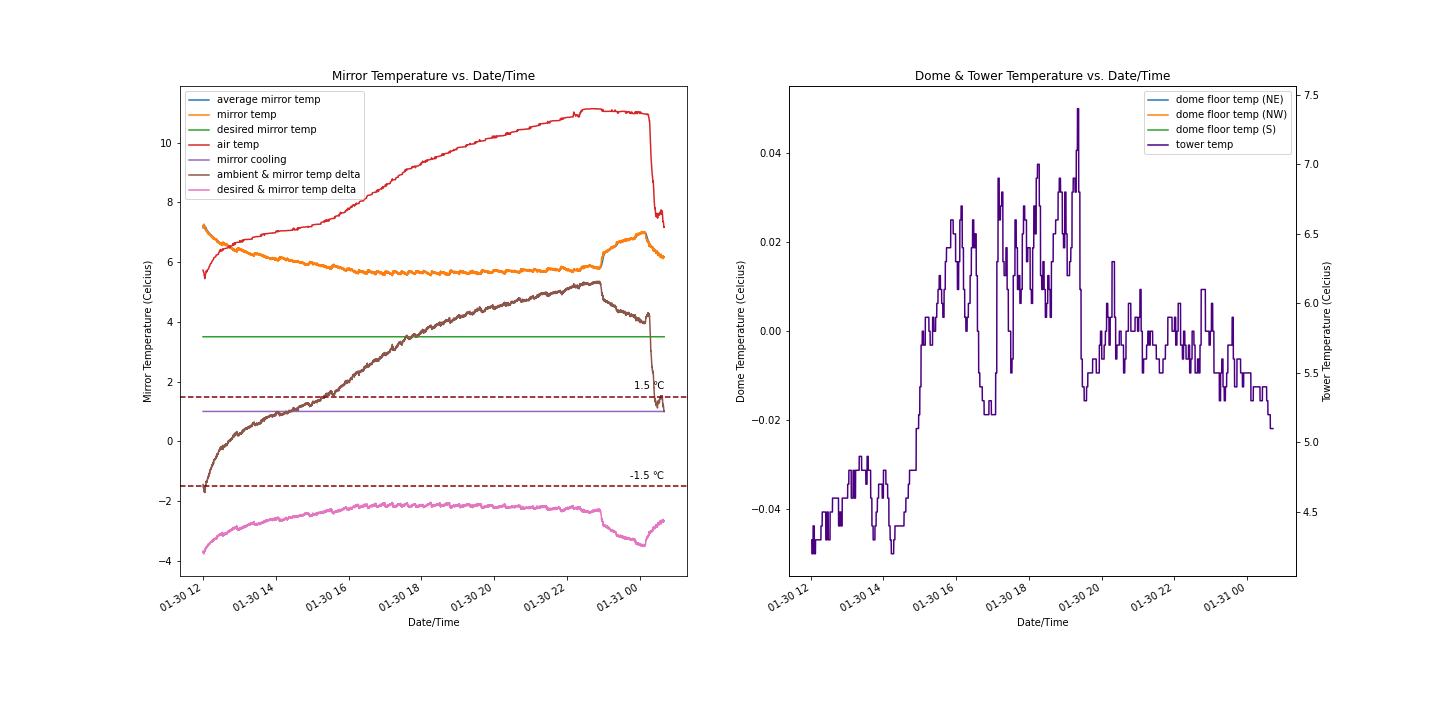 Mirror Temperature vs. Date/Time
average mirror temp
mirror temp
desired mirror temp
air temp
mirror cooling
ambient & mirror temp delta
desired & mirror temp delta
Mirror Temperature (Celcius)
10
8
6
4
2
0
−2
−4
1.5 °C
-1.5 °C
01-30 12
01-30 14
01-30 16
01-30 18
01-30 20
01-30 22
01-31 00
Date/Time
Dome & Tower Temperature vs. Date/Time
dome floor temp (NE)
dome floor temp (NW)
dome floor temp (S)
tower temp
Dome Temperature (Celcius)
0.04
0.02
0.00
−0.02
−0.04
7.5
7.0
6.5
6.0
5.5
5.0
4.5
Tower Temperature (Celcius)
01-30 12
01-30 14
01-30 16
01-30 18
01-30 20
01-30 22
01-31 00
Date/Time